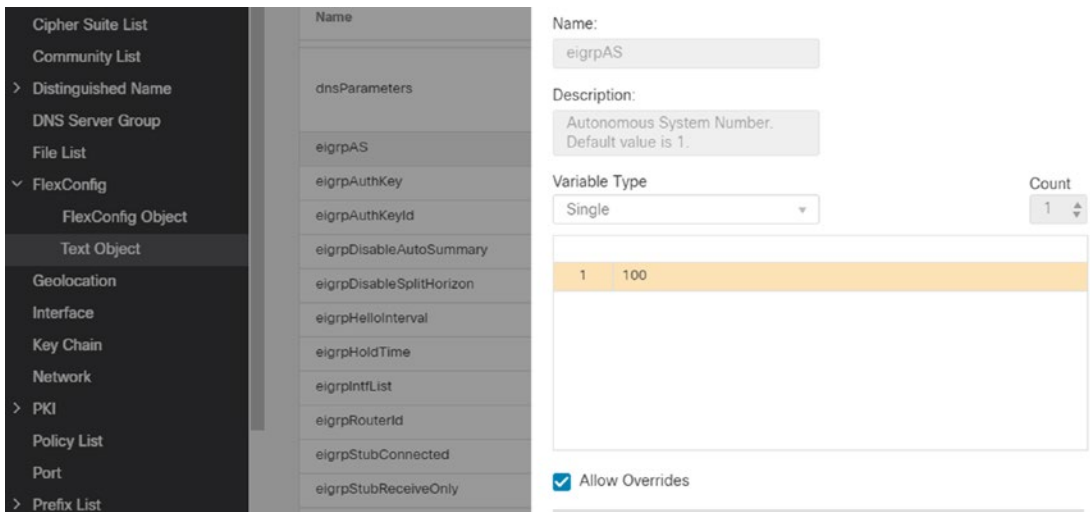 Cipher Suite List
Community List
Distinguished Name
DNS Server Group
File List
FlexConfig
FlexConfig Object
Text Object
Geolocation
Interface
Key Chain
Network
PKI
Policy List
Port
Prefix List
Name
dnsParameters
eigrpAS
eigrpAuthKey
eigrpAuthKeyId
eigrpDisableAutoSummary
eigrpDisableSplitHorizon
eigrpHelloInterval
eigrpHoldTime
eigrpIntfList
eigrpRouterId
eigrpStubConnected
eigrpStubReceiveOnly
Name:
eigrpAS
Description:
Autonomous System Number.
Default value is 1.
Variable Type
Count
Single
1
1 100
Allow Overrides